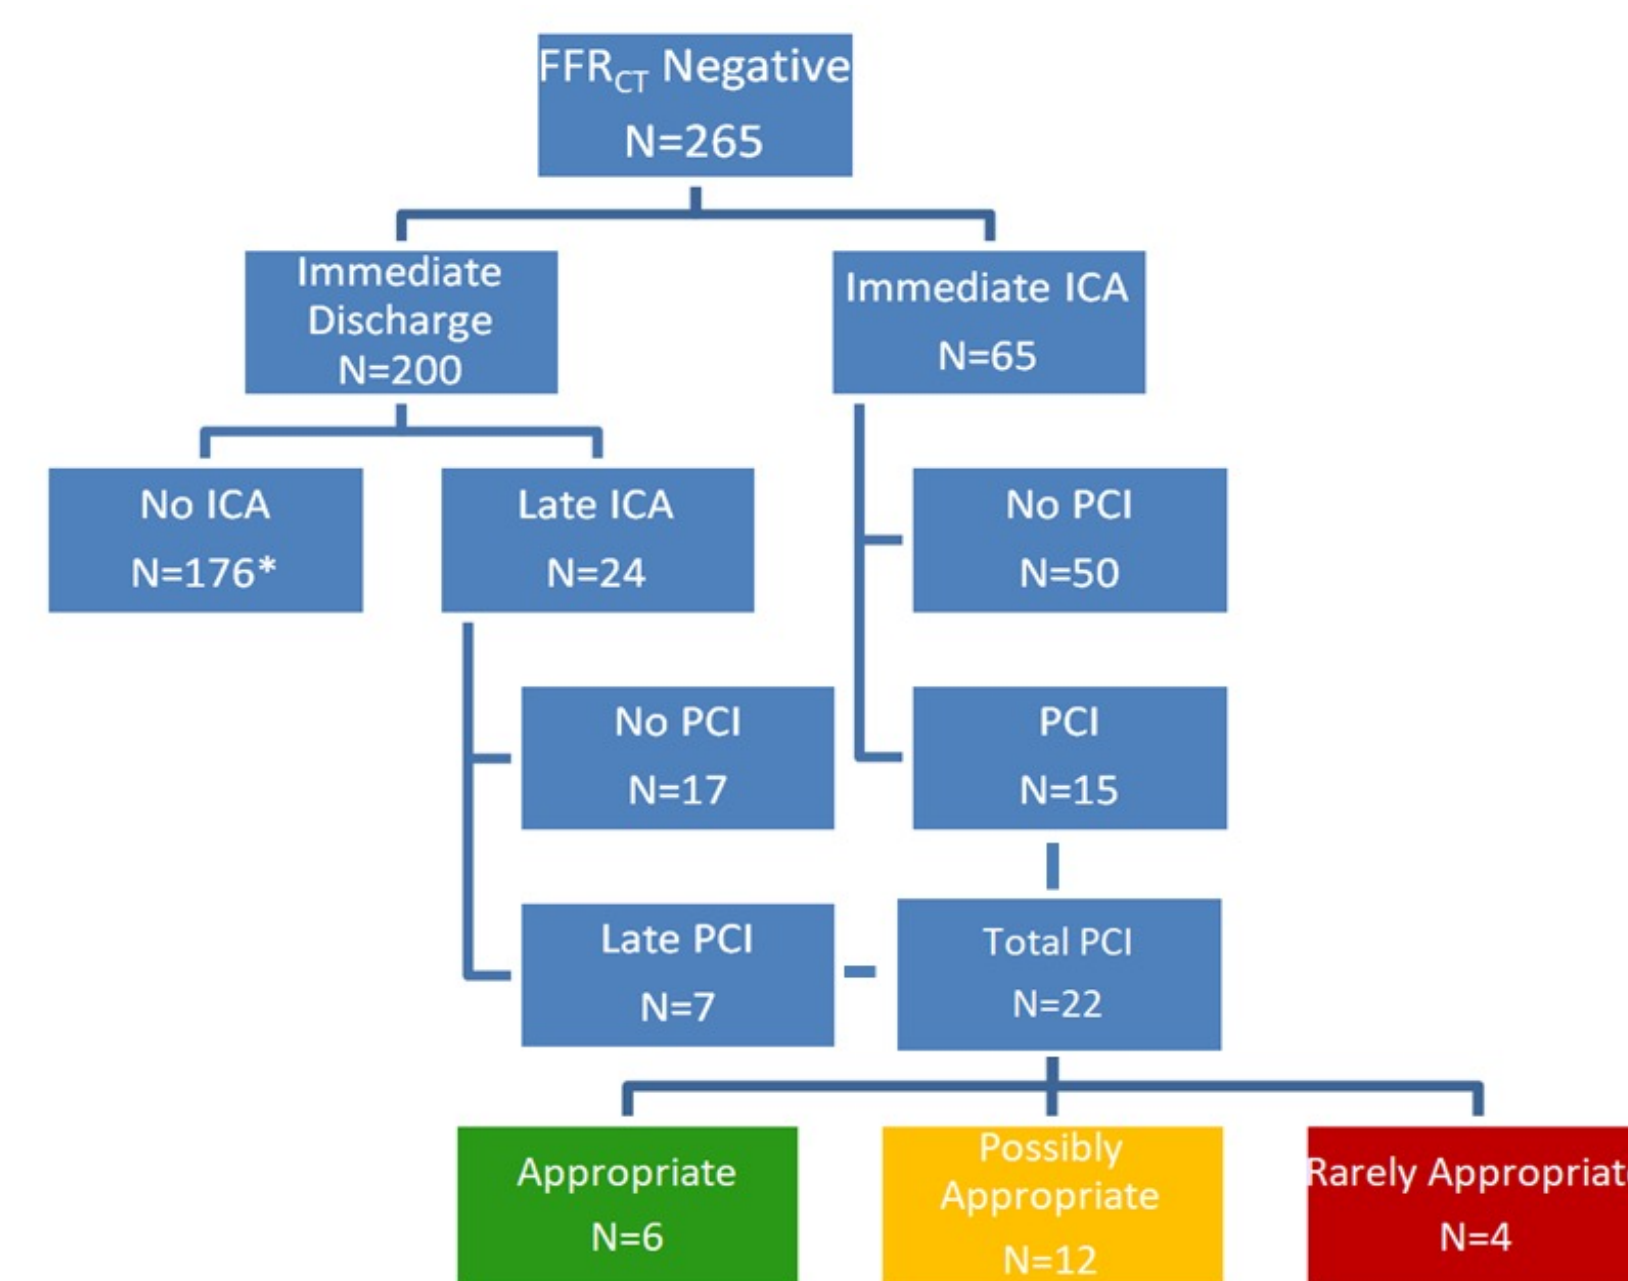 FFRCT Negative
N=265
Immediate
Discharge
N=200
Immediate ICA
N=65
No ICA
N=176*
Late ICA
N=24
No PCI
N=50
No PCI
N=17
PCI
N=15
Late PCI
N=7
Total PCI
N=22
Appropriate
N=6
Possibly
Appropriate
N=12
Rarely Appropriate
N=4